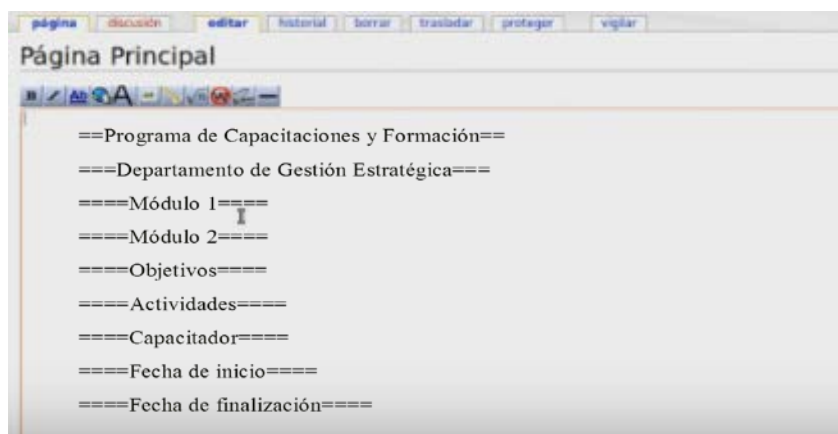 página discusión editar historial borrar trasladar proteger vigilar
Página Principal
==Programa de Capacitaciones y Formación==
===Departamento de Gestión Estratégica===
====Módulo 1====
====Módulo 2====
====Objetivos====
====Actividades====
====Capacitador====
====Fecha de inicio====
====Fecha de finalización====